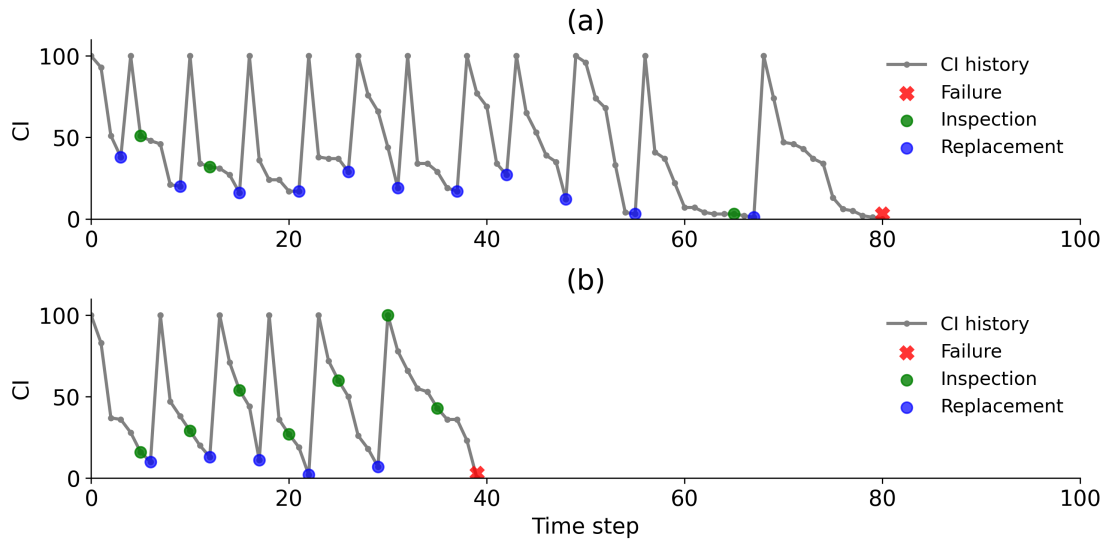 (a)
100
50
0
CI
CI history
Failure
Inspection
Replacement
0 20 40 60 80 100
(b)
100
50
0
CI
CI history
Failure
Inspection
Replacement
0 20 40 60 80 100
Time step